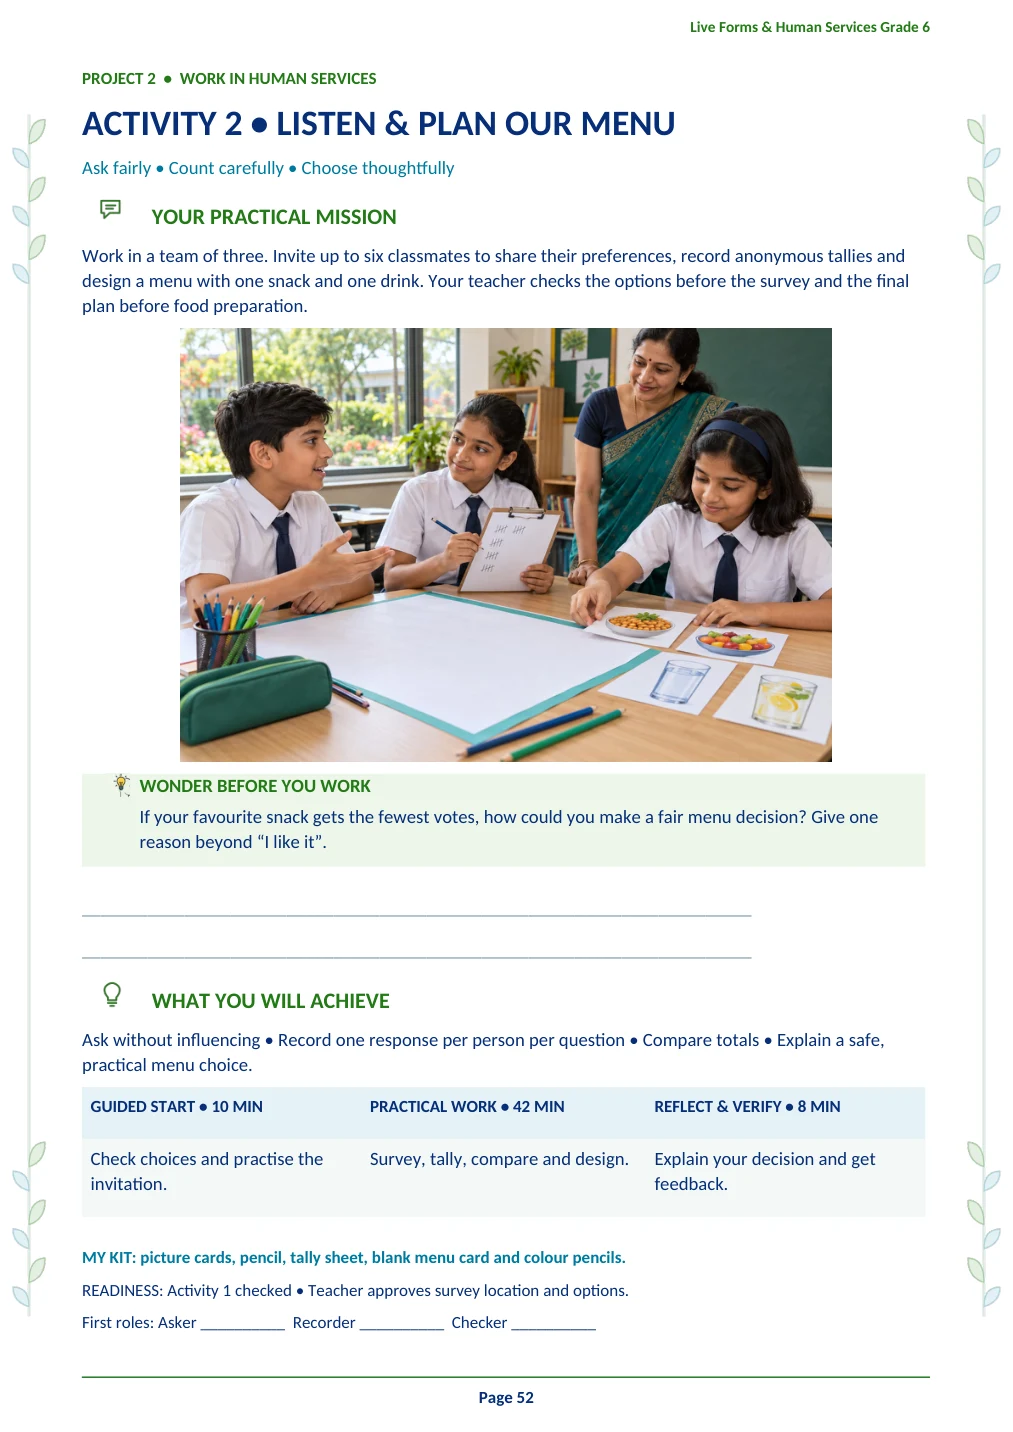 Live Forms & Human Services Grade 6
PROJECT 2 ● WORK IN HUMAN SERVICES
ACTIVITY 2 ● LISTEN & PLAN OUR MENU
Ask fairly ● Count carefully ● Choose thoughtfully
YOUR PRACTICAL MISSION
Work in a team of three. Invite up to six classmates to share their preferences, record anonymous tallies and
design a menu with one snack and one drink. Your teacher checks the options before the survey and the final
plan before food preparation.
WONDER BEFORE YOU WORK
If your favourite snack gets the fewest votes, how could you make a fair menu decision? Give one
reason beyond “I like it”.
WHAT YOU WILL ACHIEVE
Ask without influencing ● Record one response per person per question ● Compare totals ● Explain a safe,
practical menu choice.
GUIDED START ● 10 MIN
PRACTICAL WORK ● 42 MIN
REFLECT & VERIFY ● 8 MIN
Check choices and practise the
invitation.
Survey, tally, compare and design.
Explain your decision and get
feedback.
MY KIT: picture cards, pencil, tally sheet, blank menu card and colour pencils.
READINESS: Activity 1 checked ● Teacher approves survey location and options.
First roles: Asker __________ Recorder __________ Checker __________
Page 52